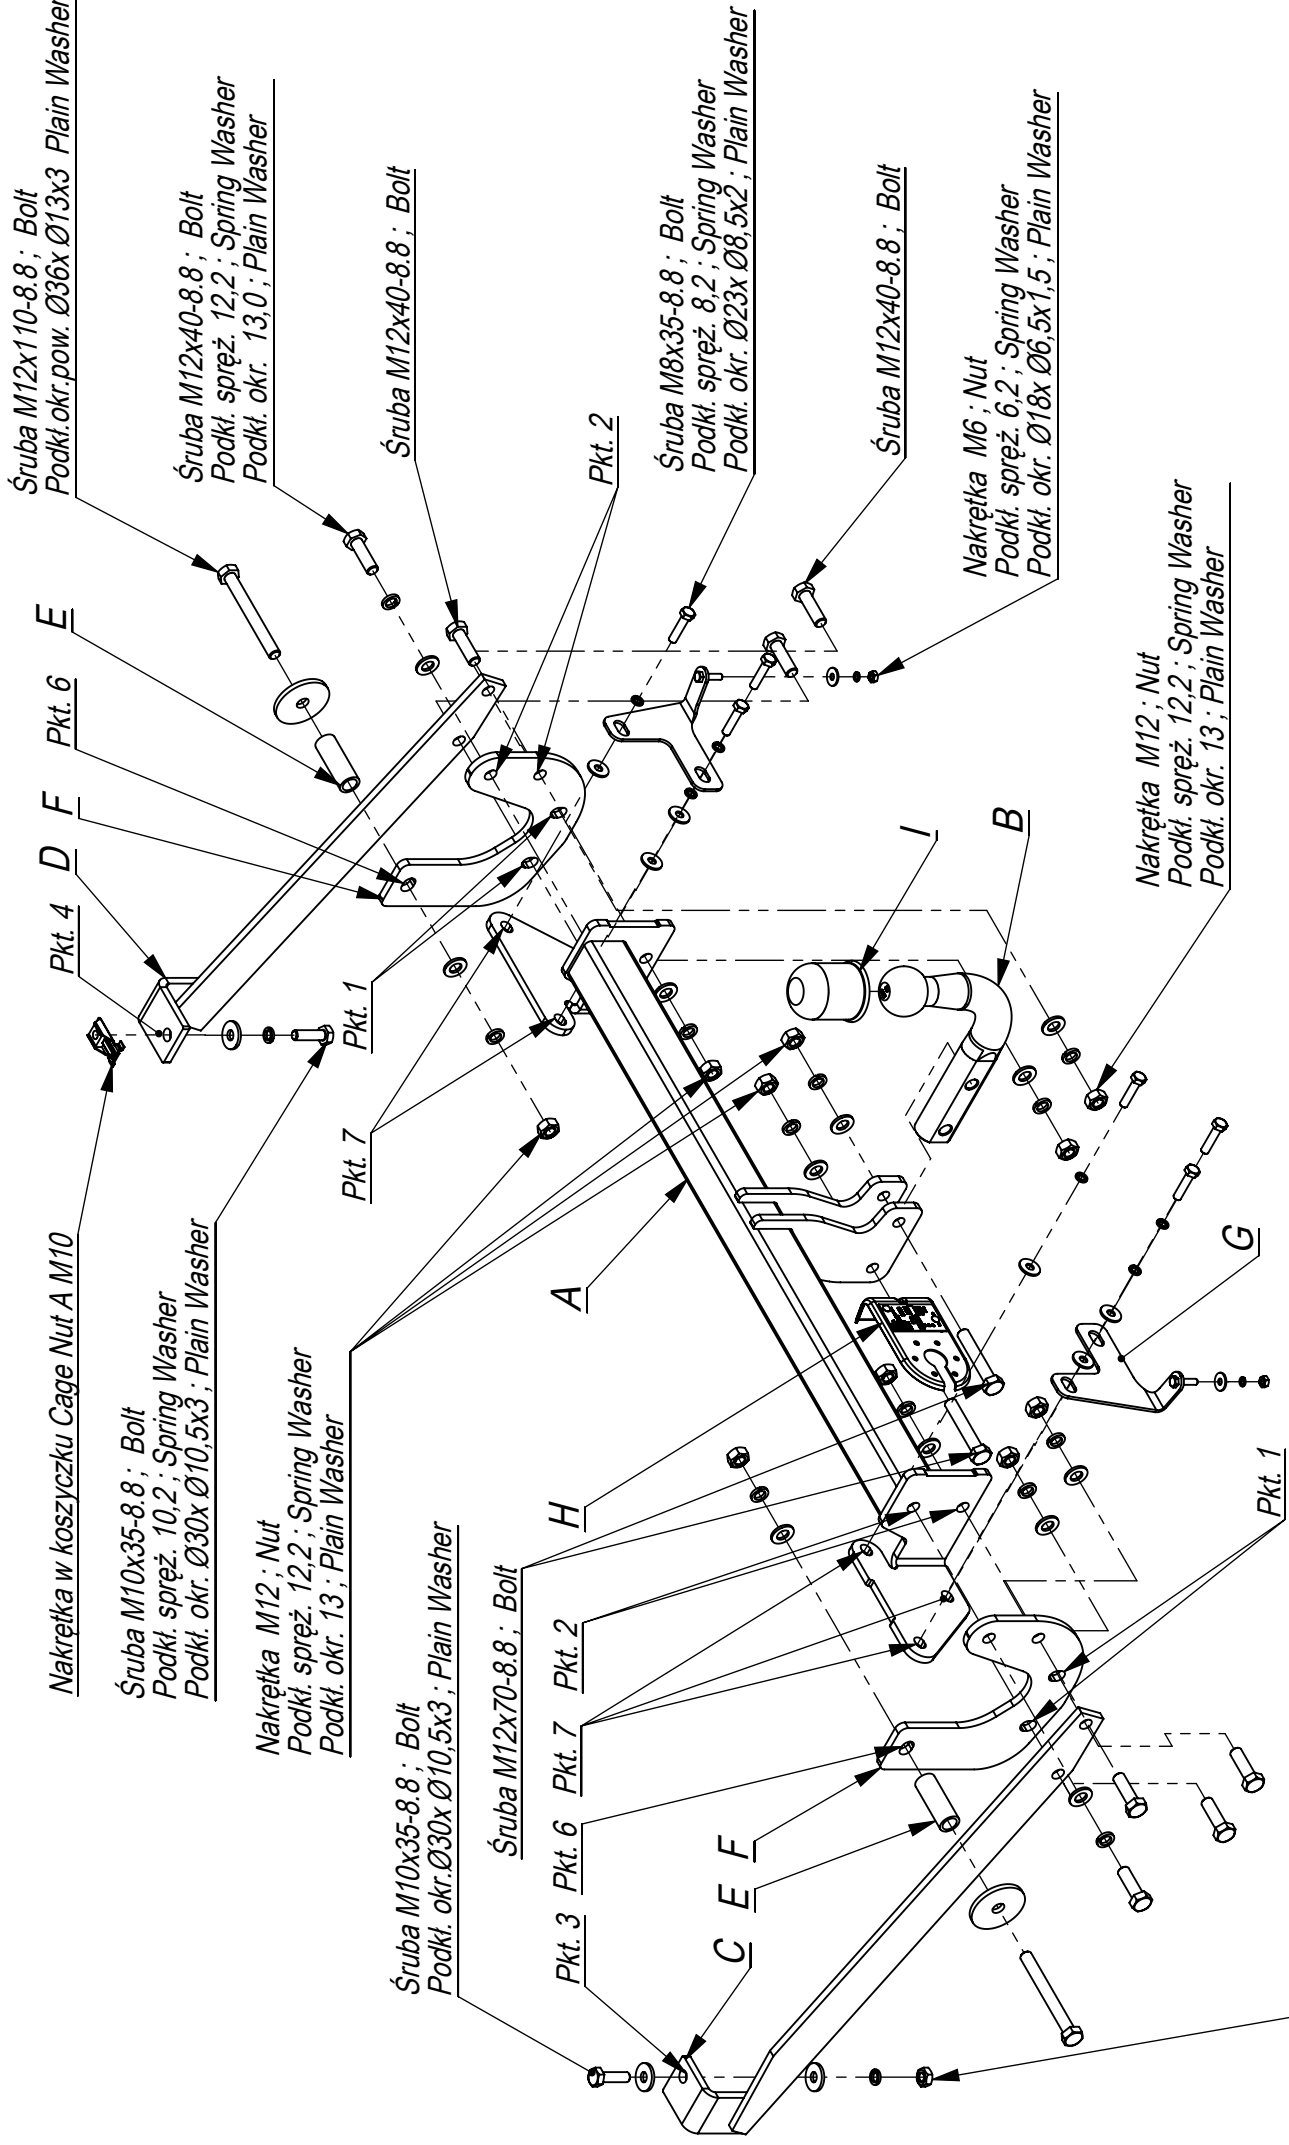 Śruba M12x110-8.8 ; Bolt
Podkł.okr.pow. Ø36x Ø13x3 Plain Washer
Śruba M12x40-8.8 ; Bolt
Podkł. spręż. 12,2 ; Spring Washer
Podkł. okr. 13,0 ; Plain Washer
Śruba M12x40-8.8 ; Bolt
Pkt. 2
Śruba M8x35-8.8 ; Bolt
Podkł. spręż. 8,2 ; Spring Washer
Podkł. okr. Ø23x Ø8,5x2 ; Plain Washer
Śruba M12x40-8.8 ; Bolt
Nakrętka M6 ; Nut
Podkł. spręż. 6,2 ; Spring Washer
Podkł. okr. Ø18x Ø6,5x1,5 ; Plain Washer
Nakrętka M12 ; Nut
Podkł. spręż. 12,2 ; Spring Washer
Podkł. okr. 13 ; Plain Washer
E
Pkt. 6
F
D
Pkt. 4
Pkt. 1
Pkt. 7
I
B
A
G
H
Nakrętka w koszyczku Cage Nut A M10
Śruba M10x35-8.8 ; Bolt
Podkł. spręż. 10,2 ; Spring Washer
Podkł. okr. Ø30x Ø10,5x3 ; Plain Washer
Nakrętka M12 ; Nut
Podkł. spręż. 12,2 ; Spring Washer
Podkł. okr. 13 ; Plain Washer
Śruba M10x35-8.8 ; Bolt
Podkł. okr.Ø30x Ø10,5x3 ; Plain Washer
Śruba M12x70-8.8 ; Bolt
Pkt. 2
Pkt. 7
Pkt. 6
Pkt. 3
F
E
C
Pkt. 1